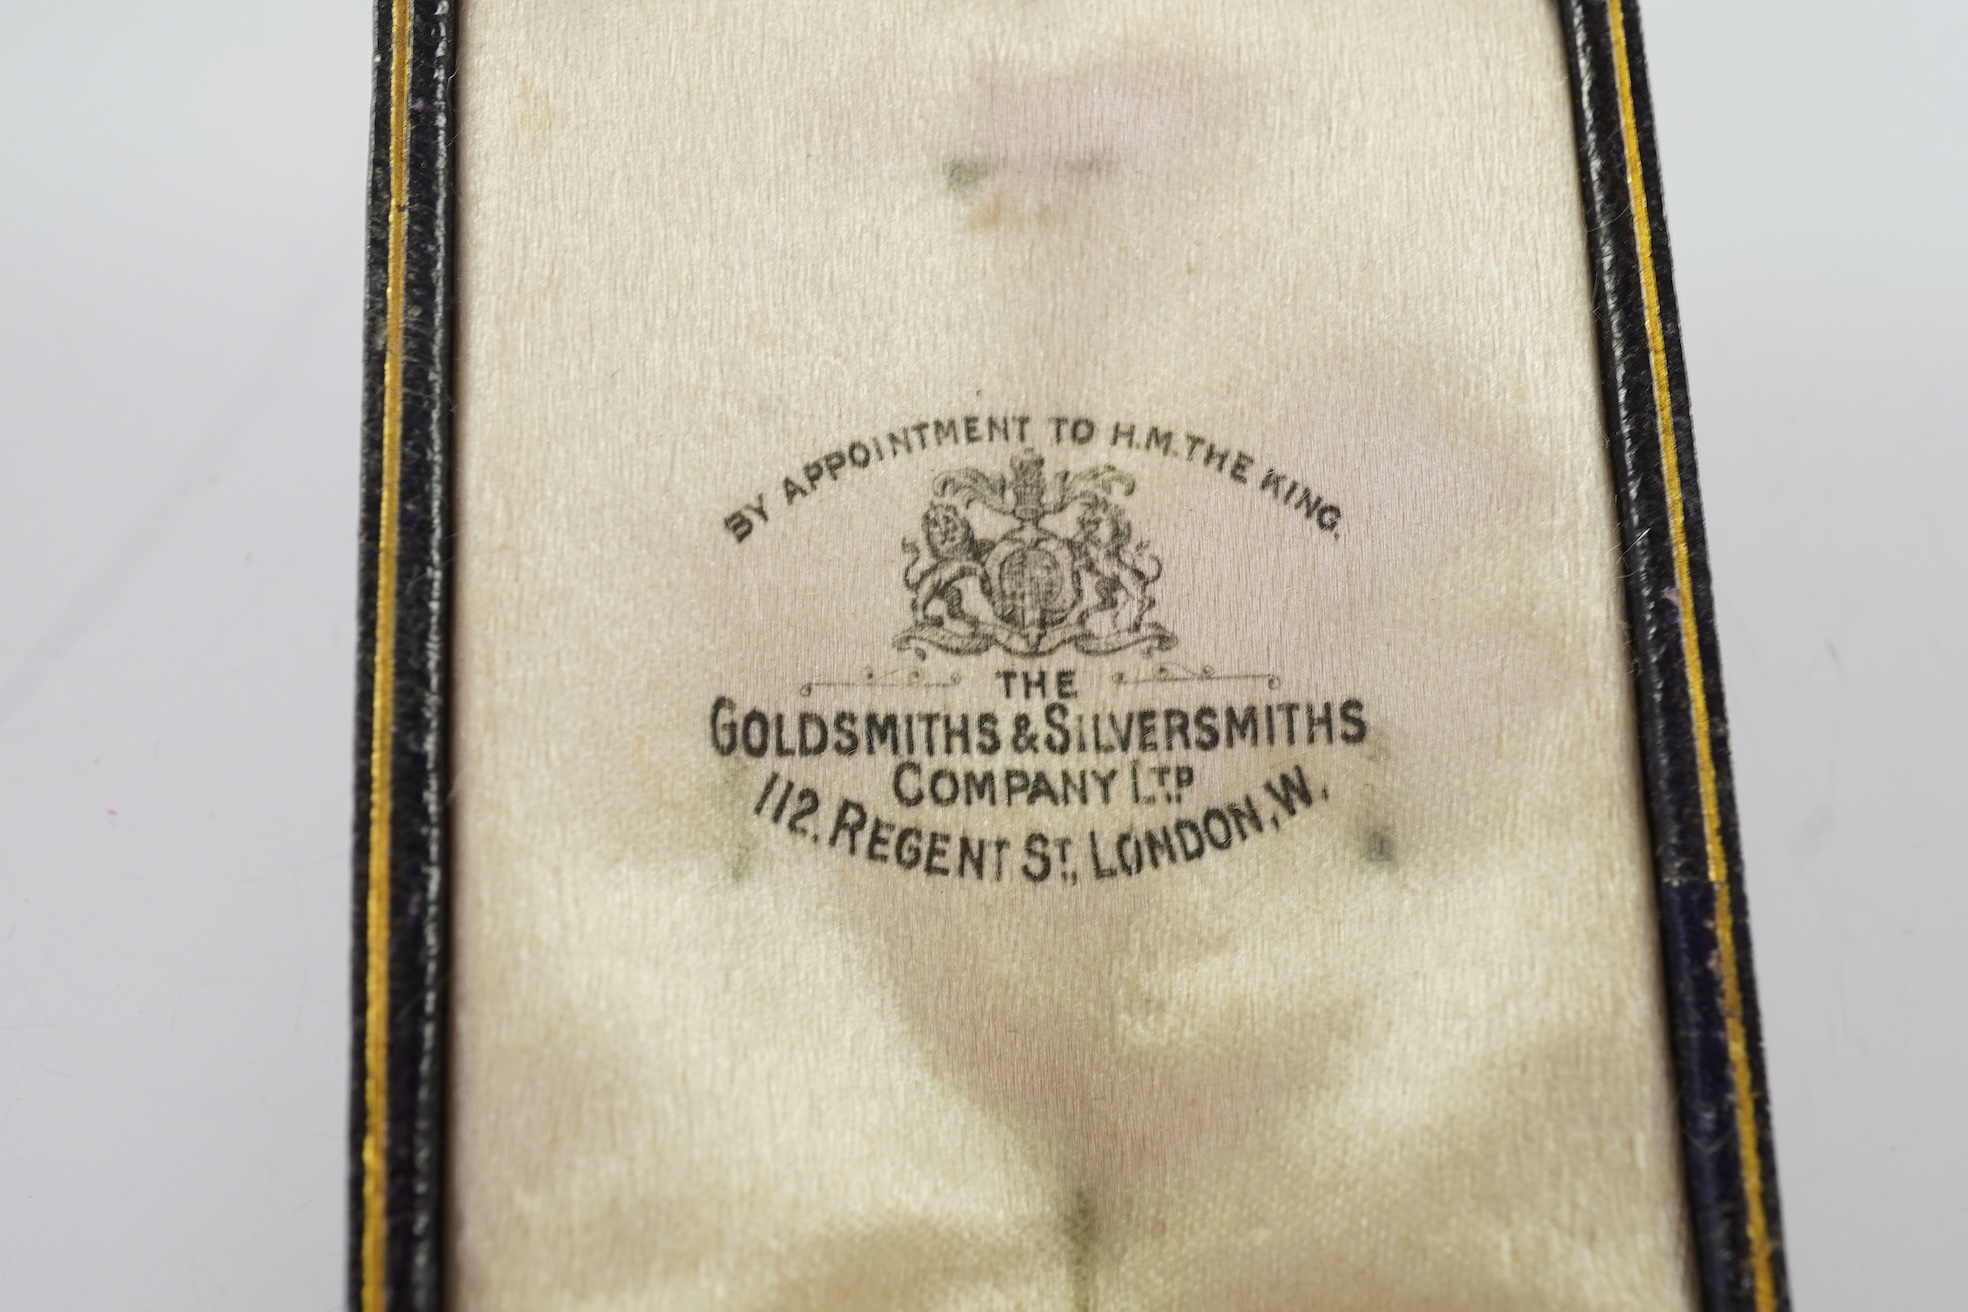 BY APPOINTMENT TO H.M. THE KING.
THE
GOLDSMITHS & SILVERSMITHS
COMPANY LTD
112. REGENT ST., LONDON, W.